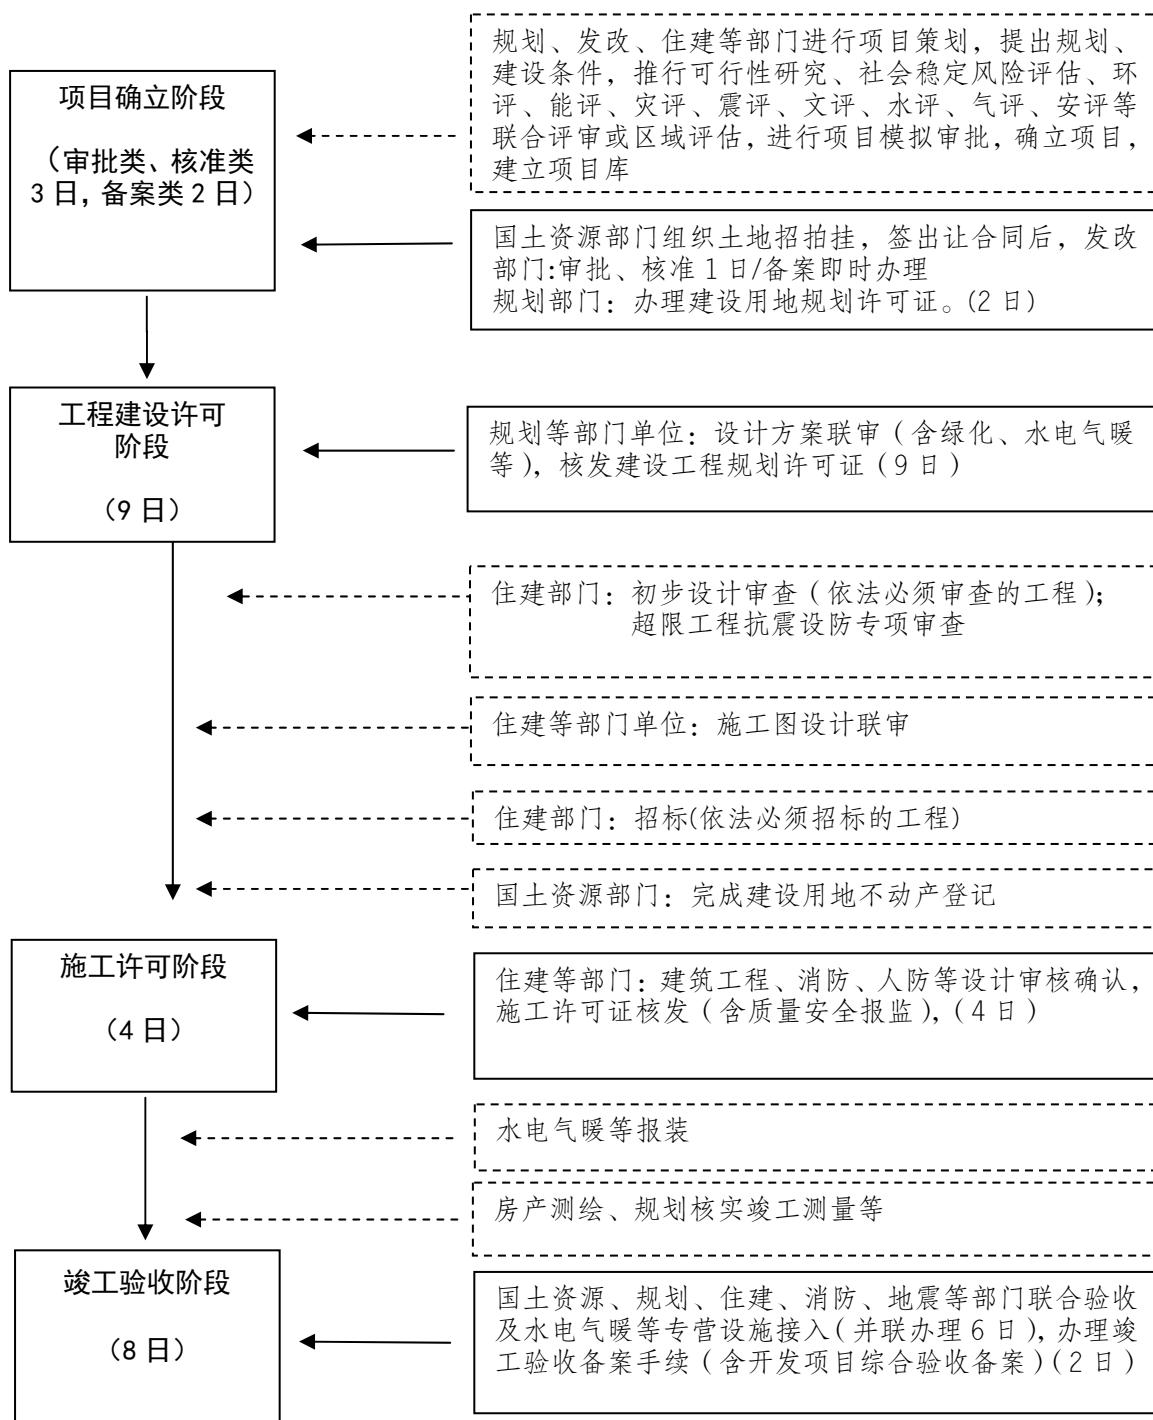 规划、发改、住建等部门进行项目策划，提出规划、
建设条件，推行可行性研究、社会稳定风险评估、环
评、能评、灾评、震评、文评、水评、气评、安评等
联合评审或区域评估，进行项目模拟审批，确立项目，
建立项目库
项目确立阶段
（审批类、核准类
3日，备案类2日）
国土资源部门组织土地招拍挂，签出让合同后，发改
部门:审批、核准1日/备案即时办理
规划部门：办理建设用地规划许可证。(2日)
工程建设许可
阶段
（9日）
规划等部门单位：设计方案联审（含绿化、水电气暖
等），核发建设工程规划许可证（9日）
住建部门：初步设计审查（依法必须审查的工程）；
超限工程抗震设防专项审查
住建等部门单位：施工图设计联审
住建部门：招标(依法必须招标的工程)
国土资源部门：完成建设用地不动产登记
施工许可阶段
（4日）
住建等部门：建筑工程、消防、人防等设计审核确认，
施工许可证核发（含质量安全报监），（4日）
水电气暖等报装
房产测绘、规划核实竣工测量等
竣工验收阶段
（8日）
国土资源、规划、住建、消防、地震等部门联合验收
及水电气暖等专营设施接入(并联办理6日)，办理竣
工验收备案手续（含开发项目综合验收备案）(2日)